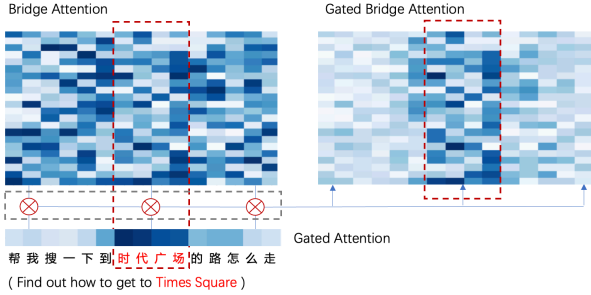 Bridge Attention
Gated Bridge Attention
Gated Attention
帮我搜一下到时代广场的路怎么走
( Find out how to get to Times Square )